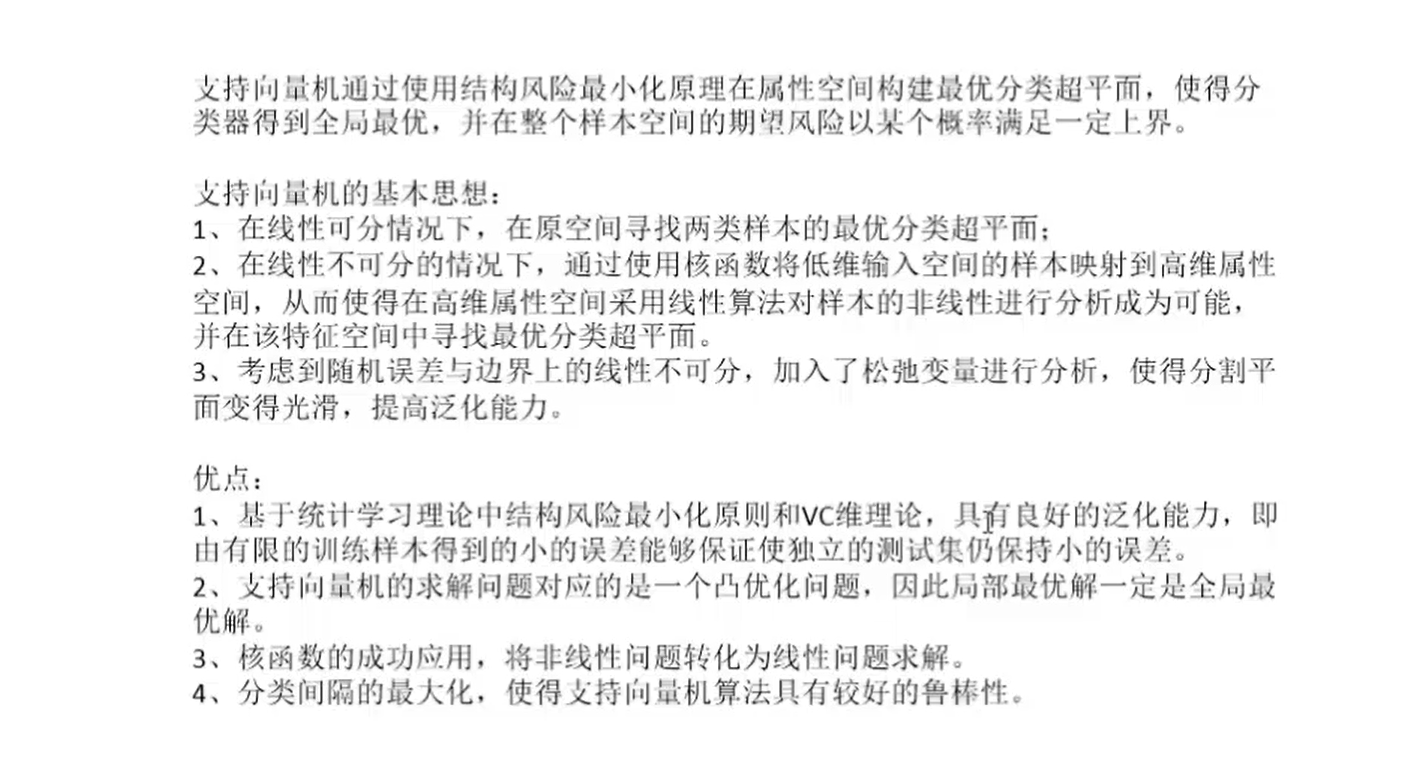 支持向量机通过使用结构风险最小化原理在属性空间构建最优分类超平面，使得分
类器得到全局最优，并在整个样本空间的期望风险以某个概率满足一定上界。
支持向量机的基本思想：
1、在线性可分情况下，在原空间寻找两类样本的最优分类超平面；
2、在线性不可分的情况下，通过使用核函数将低维输入空间的样本映射到高维属性
空间，从而使得在高维属性空间采用线性算法对样本的非线性进行分析成为可能，
并在该特征空间中寻找最优分类超平面。
3、考虑到随机误差与边界上的线性不可分，加入了松弛变量进行分析，使得分割平
面变得光滑，提高泛化能力。
优点：
1、基于统计学习理论中结构风险最小化原则和VC维理论，具有良好的泛化能力，即
由有限的训练样本得到的小的误差能够保证使独立的测试集仍保持小的误差。
2、支持向量机的求解问题对应的是一个凸优化问题，因此局部最优解一定是全局最
优解。
3、核函数的成功应用，将非线性问题转化为线性问题求解。
4、分类间隔的最大化，使得支持向量机算法具有较好的鲁棒性。